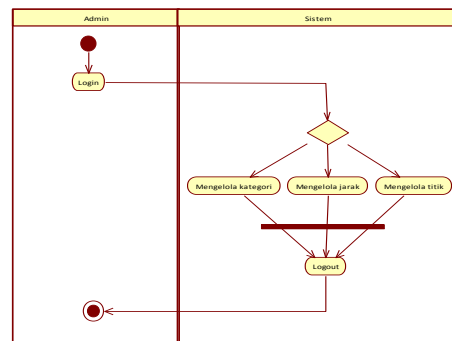 Admin
Sistem
Login
Mengelola kategori
Mengelola jarak
Mengelola titik
Logout